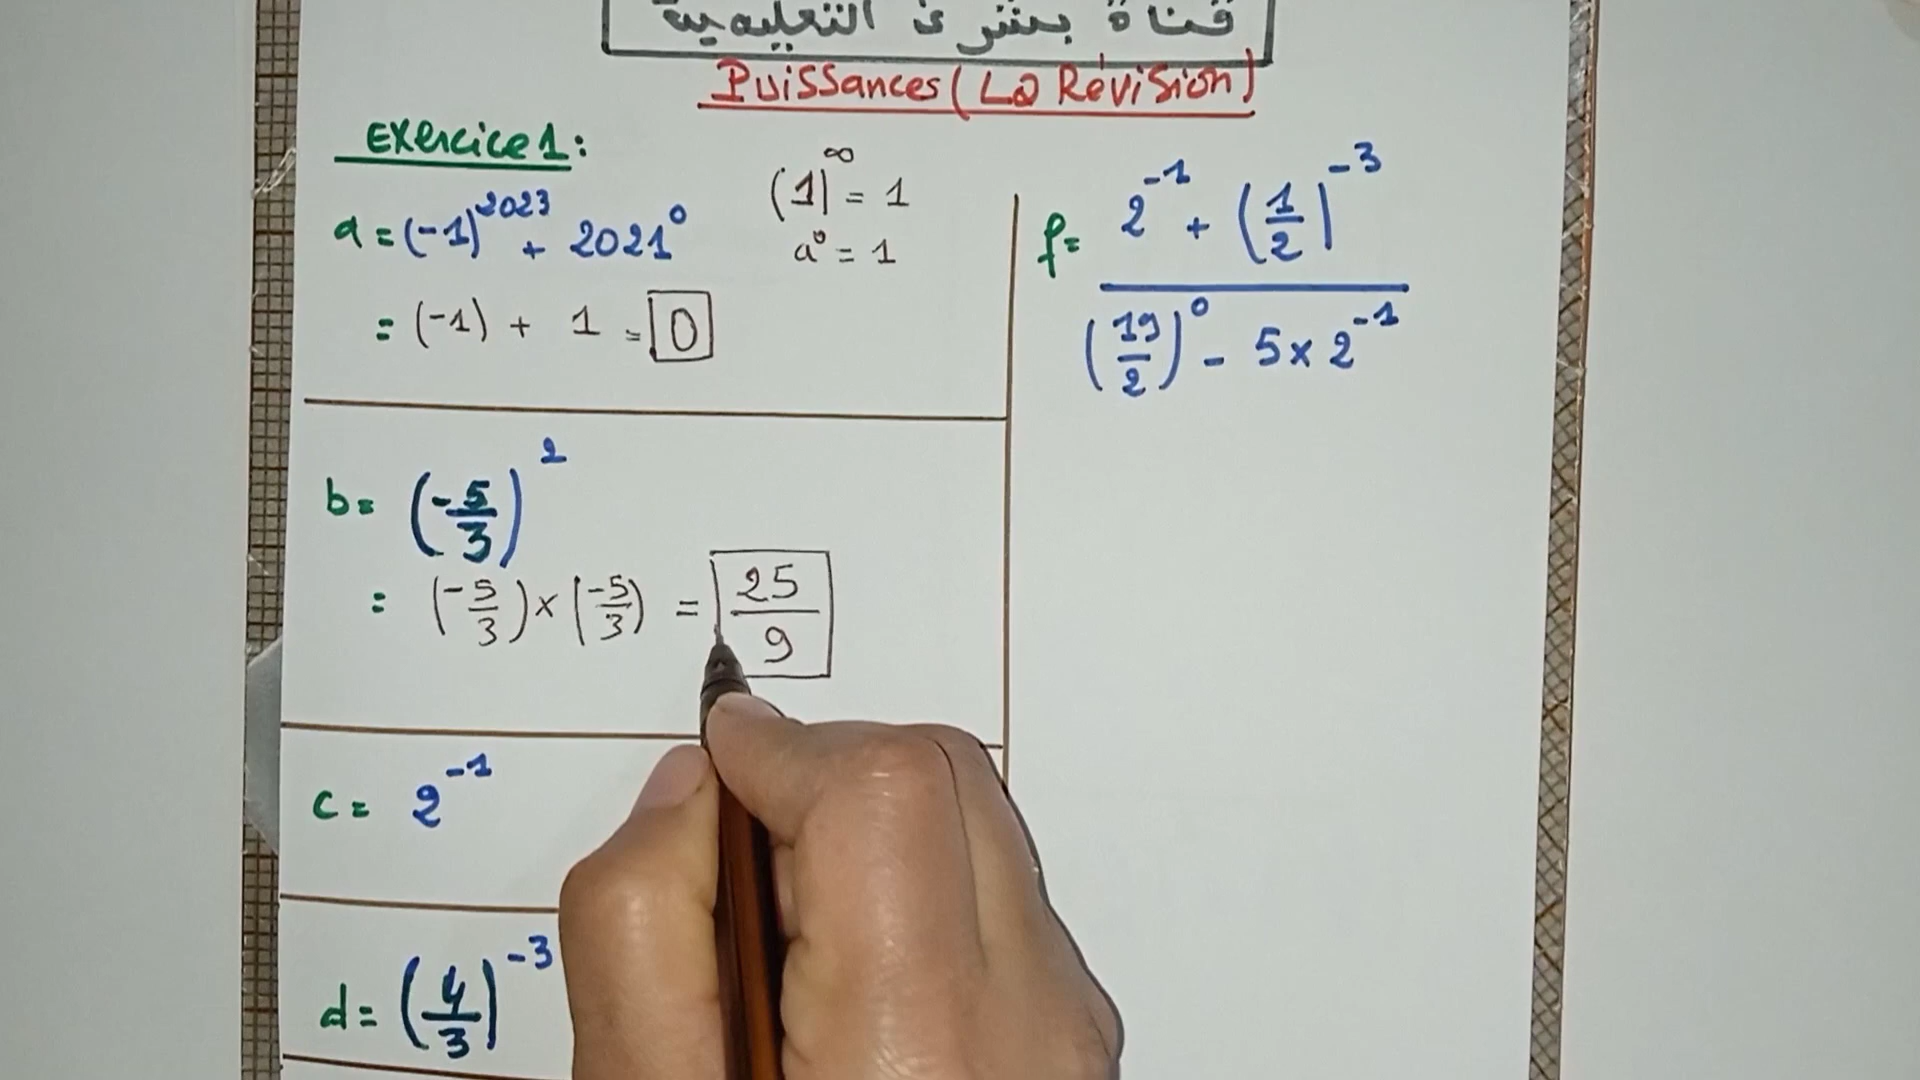 قناة بشرى التعليمية
Puissances (La Révision)
Exercice 1:
a = (-1)^2023 + 2021^0
(1)^∞ = 1
a^0 = 1
= (-1) + 1 = 0
b = (-5/3)^2
= (-5/3) × (-5/3) = 25/9
c = 2^-1
d = (4/3)^-3
f = (2^-1 + (1/2)^-3) / ((19/2)^0 - 5 × 2^-1)